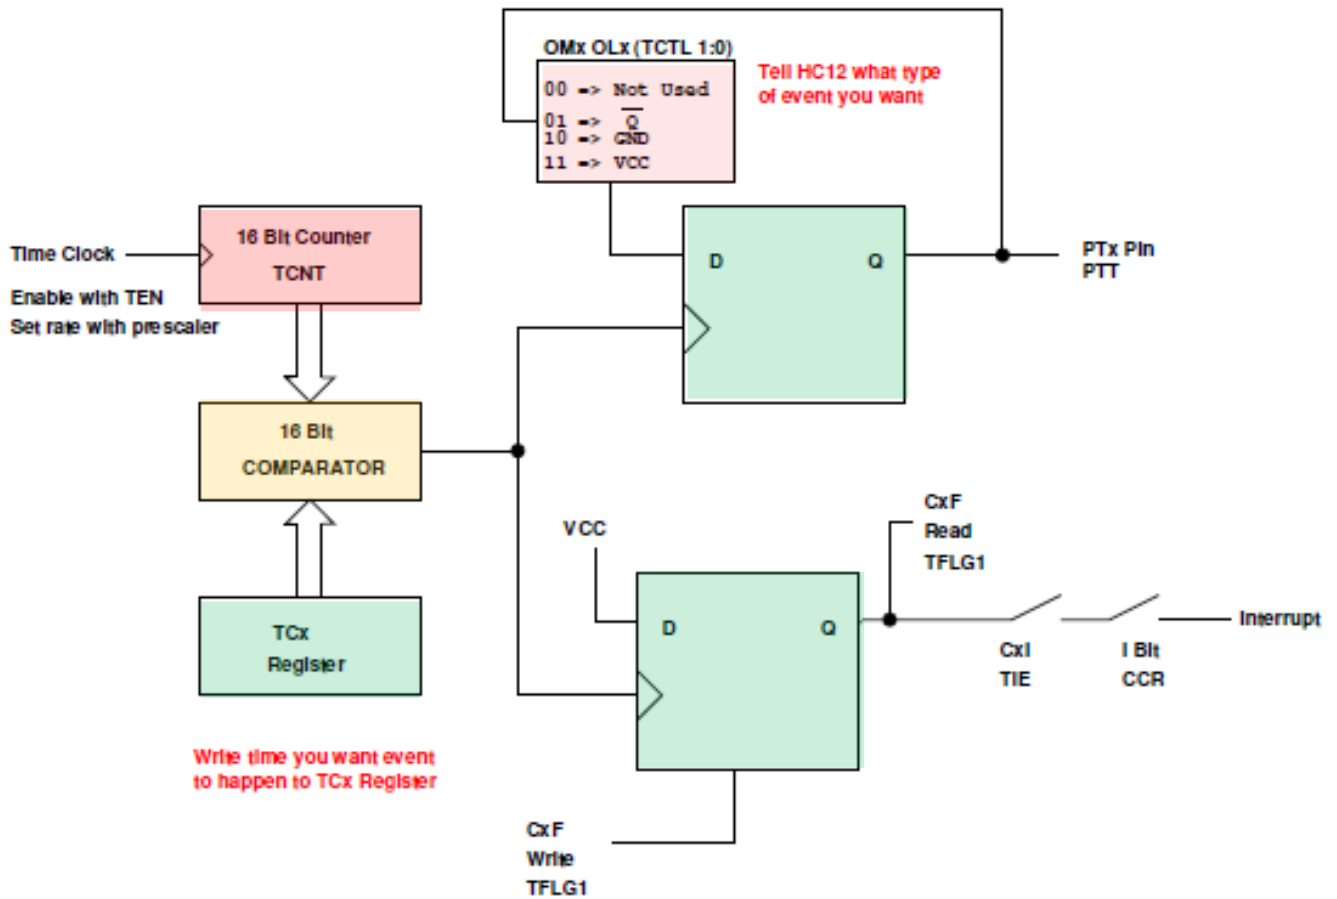 OMx OLx (TCTL 1:0)
00 => Not Used
01 => Q̅
10 => GND
11 => VCC
Tell HC12 what type
of event you want
Time Clock
16 Bit Counter
TCNT
Enable with TEN
Set rate with prescaler
D
Q
PTx Pin
PTT
16 Bit
COMPARATOR
VCC
CxF
Read
TFLG1
TCx
Register
D
Q
Interrupt
CxI
TIE
I Bit
CCR
Write time you want event
to happen to TCx Register
CxF
Write
TFLG1